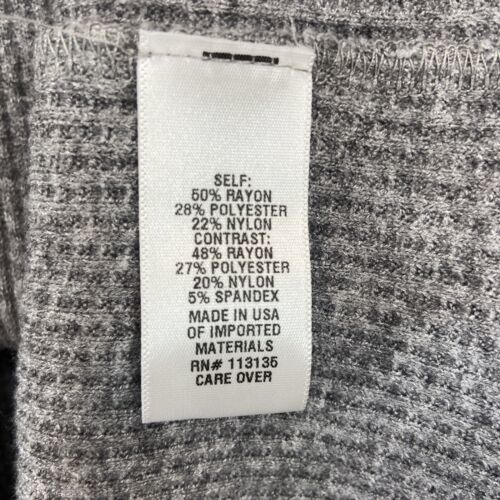 SELF:
50% RAYON
28% POLYESTER
22% NYLON
CONTRAST:
48% RAYON
27% POLYESTER
20% NYLON
5% SPANDEX
MADE IN USA
OF IMPORTED
MATERIALS
RN# 113135
CARE OVER